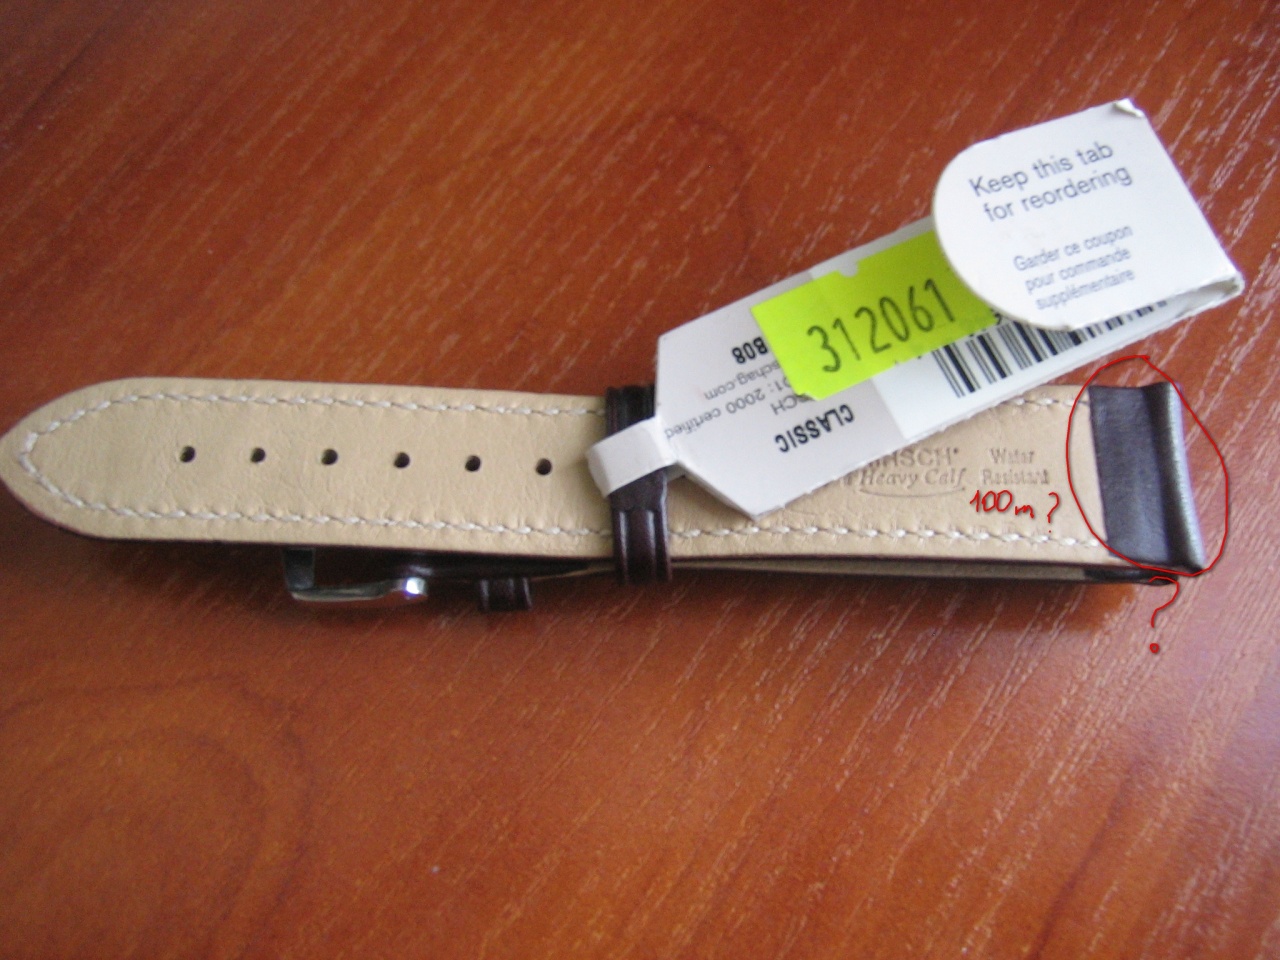 Keep this tab
for reordering
Garder ce coupon
pour commande
supplémentaire
312061
B08
2000 certified
CLASSIC
Heavy Calf
Water
Resistant
100m?
?